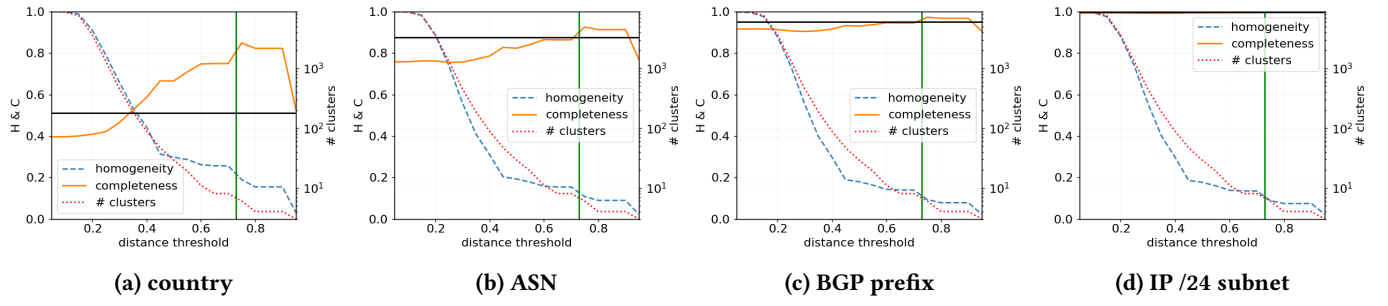 1.0
0.8
0.6
0.4
0.2
0.0
H & C
0.2 0.4 0.6 0.8
distance threshold
10³
10²
10¹
# clusters
homogeneity
completeness
# clusters
(a) country
1.0
0.8
0.6
0.4
0.2
0.0
H & C
0.2 0.4 0.6 0.8
distance threshold
10³
10²
10¹
# clusters
homogeneity
completeness
# clusters
(b) ASN
1.0
0.8
0.6
0.4
0.2
0.0
H & C
0.2 0.4 0.6 0.8
distance threshold
10³
10²
10¹
# clusters
homogeneity
completeness
# clusters
(c) BGP prefix
1.0
0.8
0.6
0.4
0.2
0.0
H & C
0.2 0.4 0.6 0.8
distance threshold
10³
10²
10¹
# clusters
homogeneity
completeness
# clusters
(d) IP /24 subnet